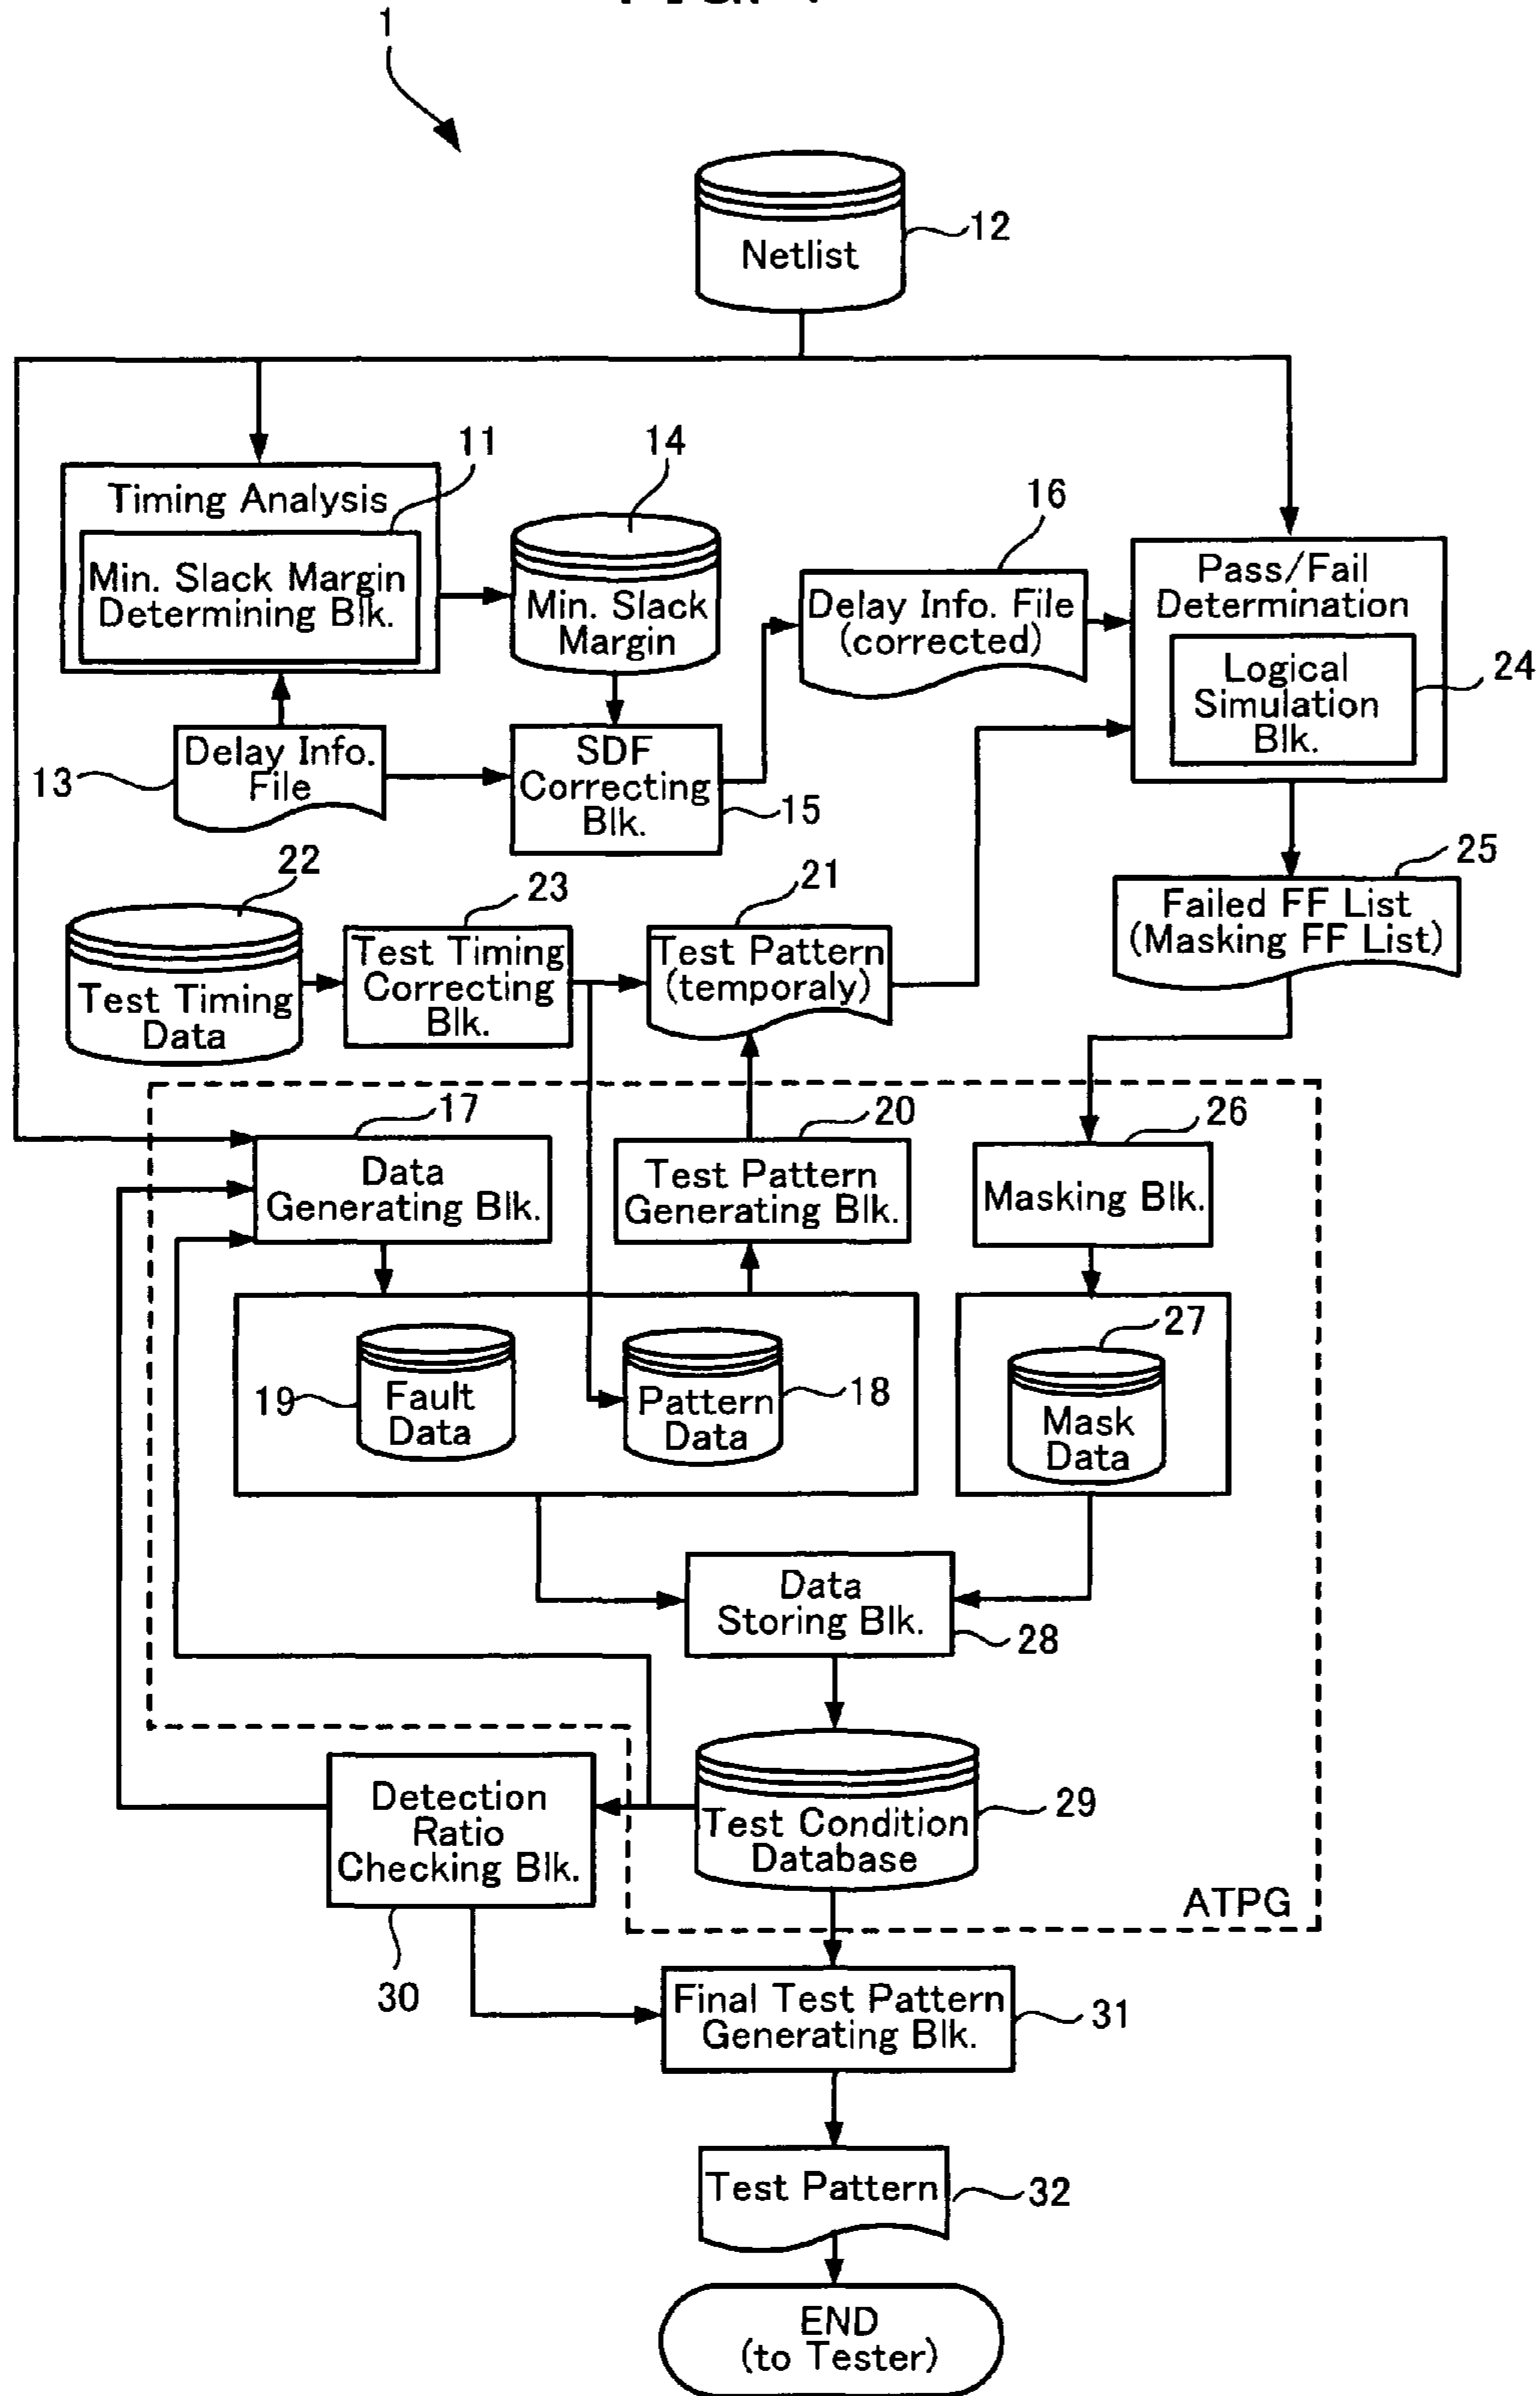 1
Netlist
12
11
14
16
Timing Analysis
Min. Slack Margin
Determining Blk.
Min. Slack
Margin
Delay Info. File
(corrected)
Pass/Fail
Determination
Logical
Simulation
Blk.
24
13
Delay Info.
File
SDF
Correcting
Blk.
15
22
23
21
25
Test Timing
Data
Test Timing
Correcting
Blk.
Test Pattern
(temporaly)
Failed FF List
(Masking FF List)
17
20
26
Data
Generating Blk.
Test Pattern
Generating Blk.
Masking Blk.
19
Fault
Data
Pattern
Data
18
27
Mask
Data
Data
Storing Blk.
28
Detection
Ratio
Checking Blk.
30
Test Condition
Database
29
ATPG
Final Test Pattern
Generating Blk.
31
Test Pattern
32
END
(to Tester)